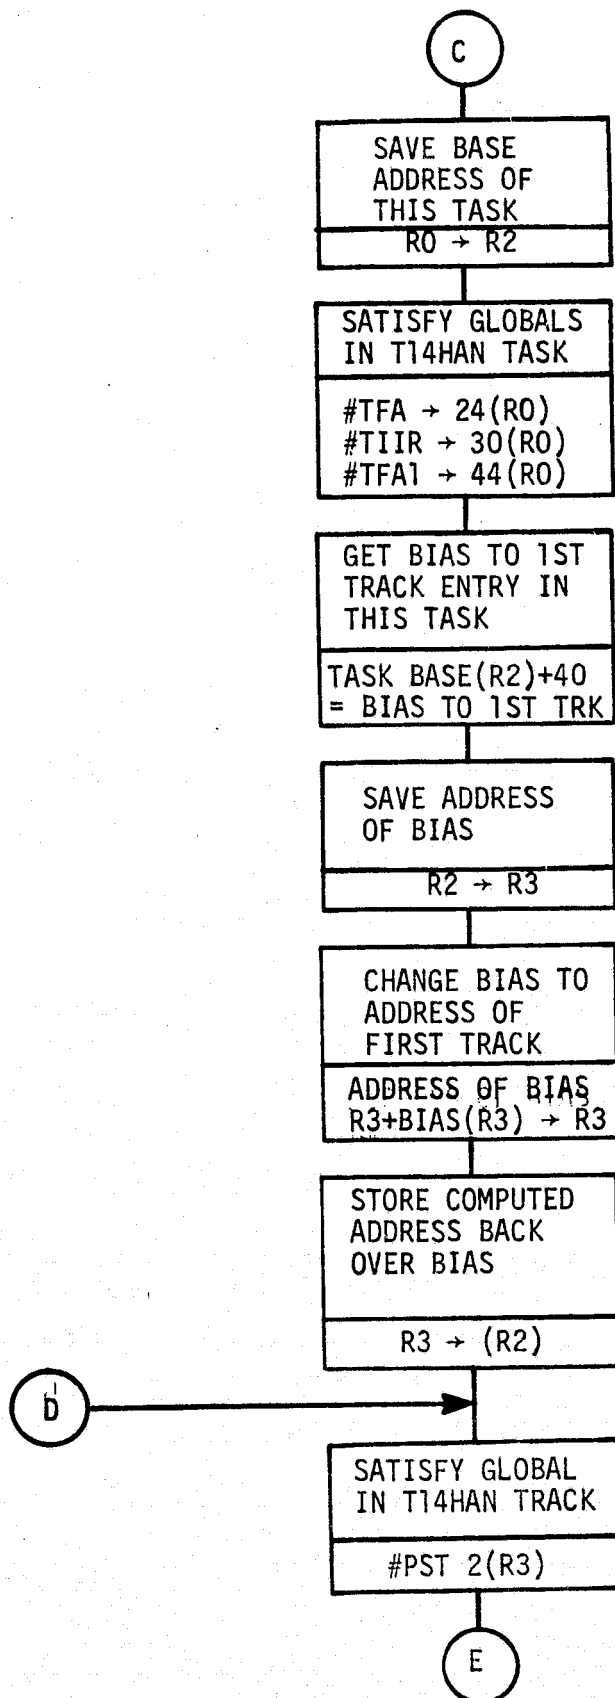 C
SAVE BASE
ADDRESS OF
THIS TASK
R0 → R2
SATISFY GLOBALS
IN T14HAN TASK
#TFA → 24(R0)
#TIIR → 30(R0)
#TFA1 → 44(R0)
GET BIAS TO 1ST
TRACK ENTRY IN
THIS TASK
TASK BASE(R2)+40
= BIAS TO 1ST TRK
SAVE ADDRESS
OF BIAS
R2 → R3
CHANGE BIAS TO
ADDRESS OF
FIRST TRACK
ADDRESS OF BIAS
R3+BIAS(R3) → R3
STORE COMPUTED
ADDRESS BACK
OVER BIAS
R3 → (R2)
D
SATISFY GLOBAL
IN T14HAN TRACK
#PST 2(R3)
E